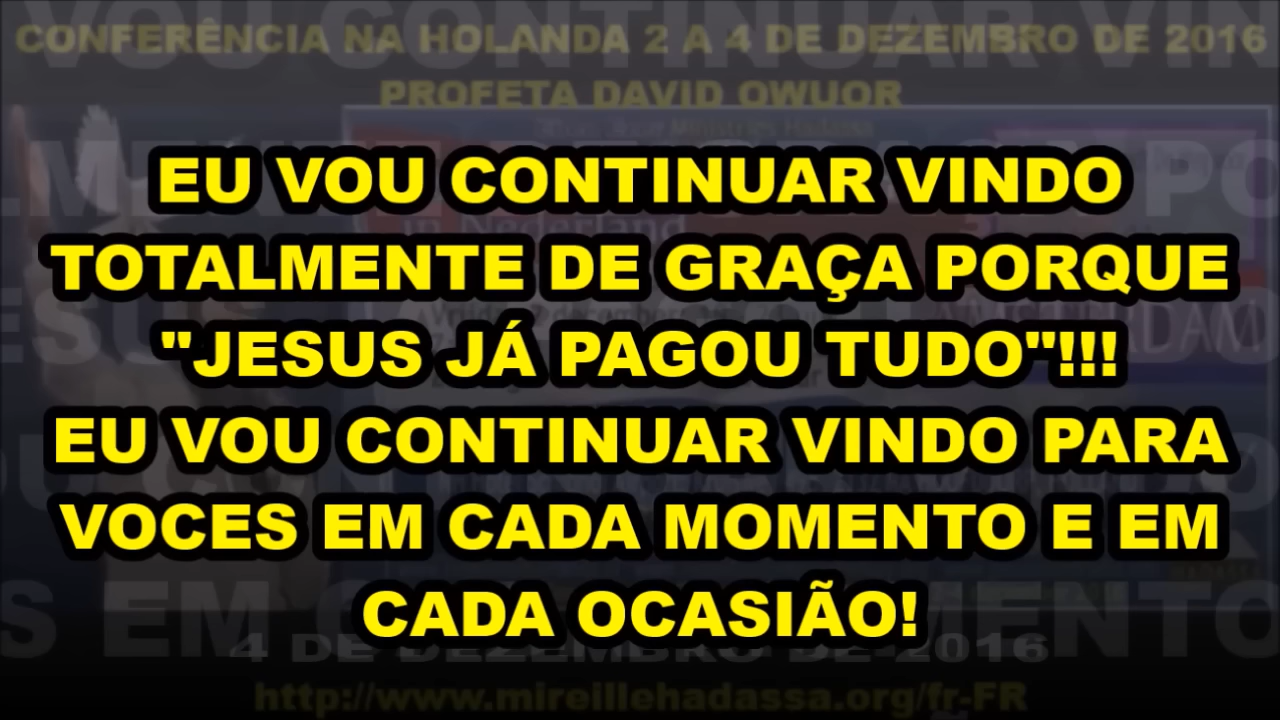 CONFERÊNCIA NA HOLANDA 2 A 4 DE DEZEMBRO DE 2016
PROFETA DAVID OWUOR
EU VOU CONTINUAR VINDO
TOTALMENTE DE GRAÇA PORQUE
"JESUS JÁ PAGOU TUDO"!!!
EU VOU CONTINUAR VINDO PARA
VOCES EM CADA MOMENTO E EM
CADA OCASIÃO!
4 DE DEZEMBRO DE 2016
http://www.mireillehadassa.org/fr-FR